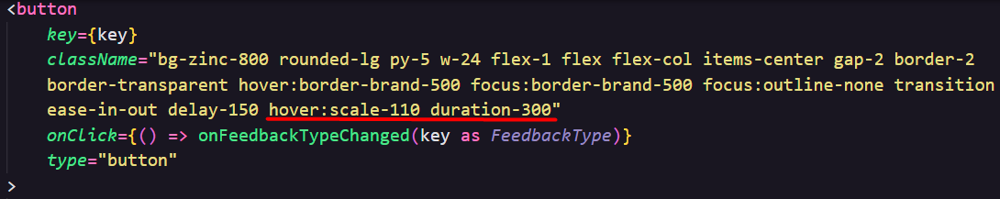 <button
key={key}
className="bg-zinc-800 rounded-lg py-5 w-24 flex-1 flex flex-col items-center gap-2 border-2
border-transparent hover:border-brand-500 focus:border-brand-500 focus:outline-none transition
ease-in-out delay-150 hover:scale-110 duration-300"
onClick={() => onFeedbackTypeChanged(key as FeedbackType)}
type="button"
>